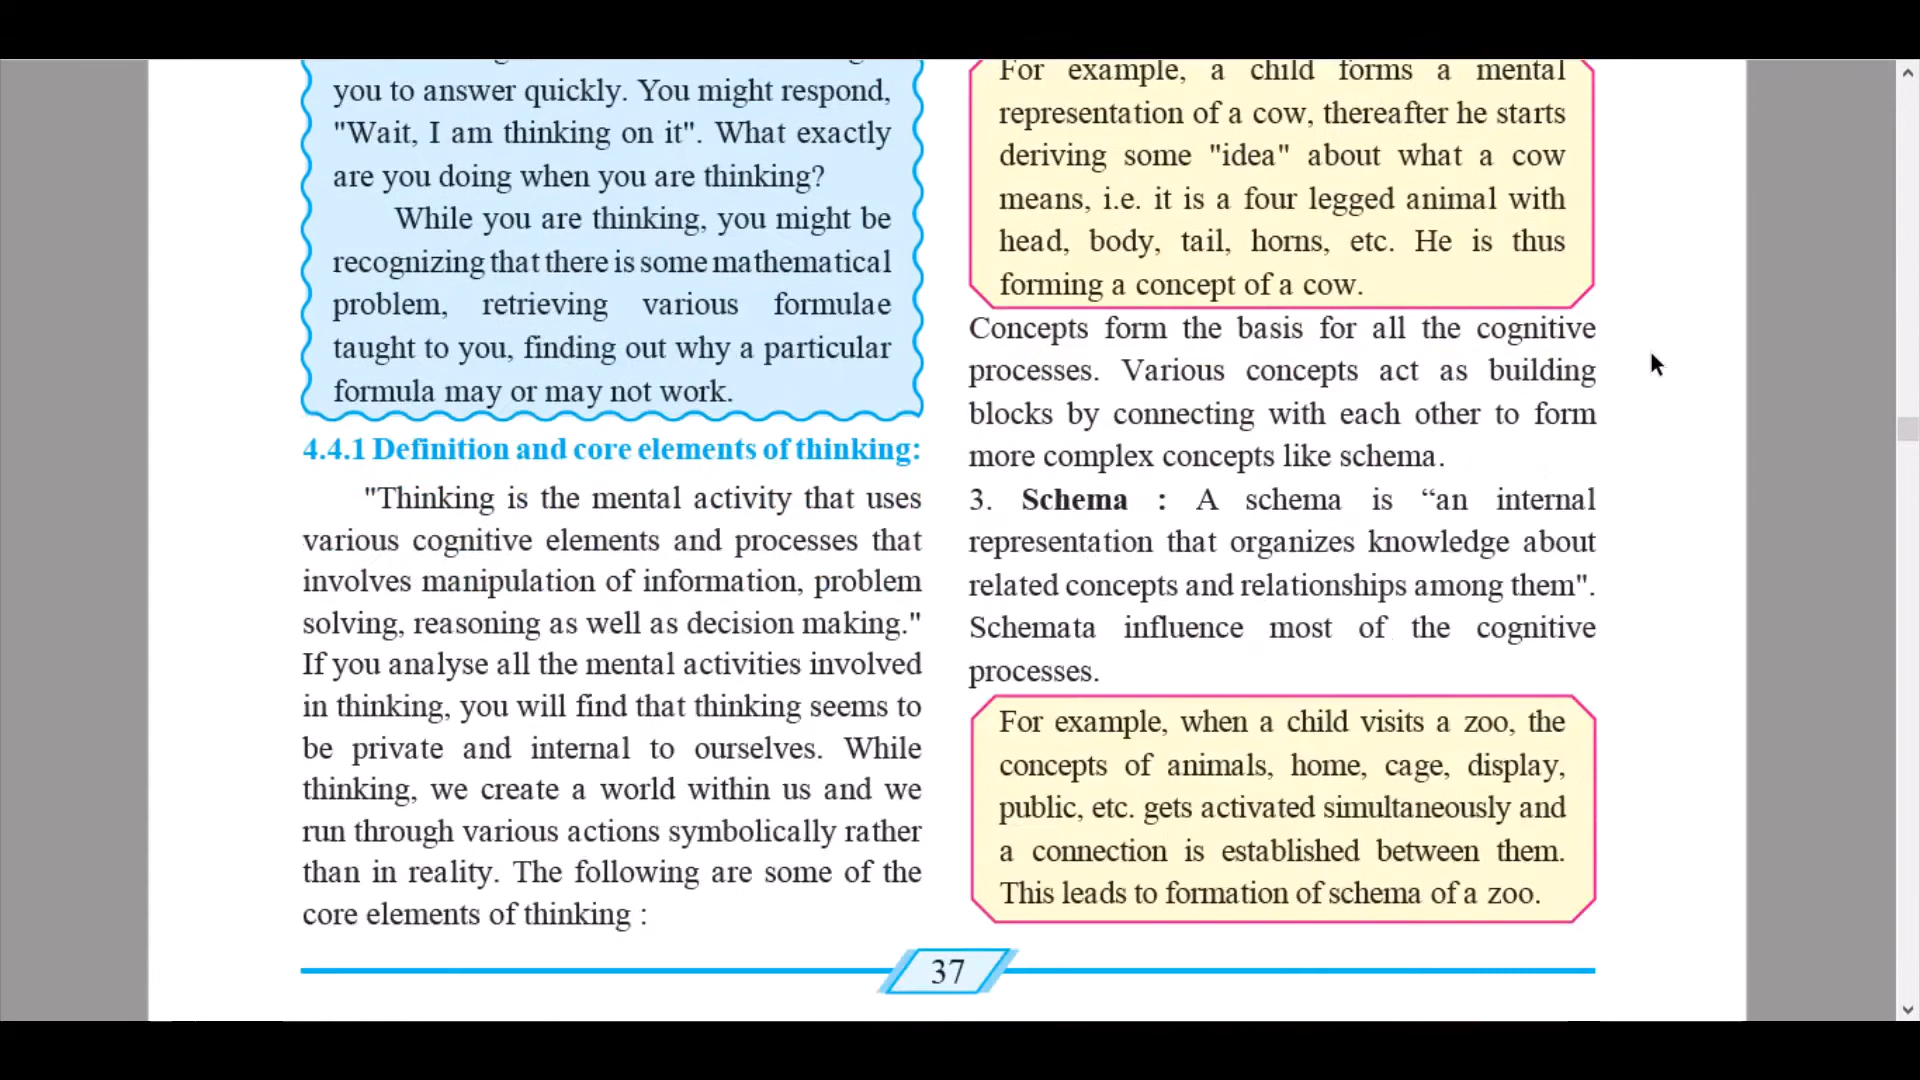 you to answer quickly. You might respond,
"Wait, I am thinking on it". What exactly
are you doing when you are thinking?
While you are thinking, you might be
recognizing that there is some mathematical
problem, retrieving various formulae
taught to you, finding out why a particular
formula may or may not work.
4.4.1 Definition and core elements of thinking:
"Thinking is the mental activity that uses
various cognitive elements and processes that
involves manipulation of information, problem
solving, reasoning as well as decision making."
If you analyse all the mental activities involved
in thinking, you will find that thinking seems to
be private and internal to ourselves. While
thinking, we create a world within us and we
run through various actions symbolically rather
than in reality. The following are some of the
core elements of thinking :
For example, a child forms a mental
representation of a cow, thereafter he starts
deriving some "idea" about what a cow
means, i.e. it is a four legged animal with
head, body, tail, horns, etc. He is thus
forming a concept of a cow.
Concepts form the basis for all the cognitive
processes. Various concepts act as building
blocks by connecting with each other to form
more complex concepts like schema.
3. Schema : A schema is “an internal
representation that organizes knowledge about
related concepts and relationships among them".
Schemata influence most of the cognitive
processes.
For example, when a child visits a zoo, the
concepts of animals, home, cage, display,
public, etc. gets activated simultaneously and
a connection is established between them.
This leads to formation of schema of a zoo.
37